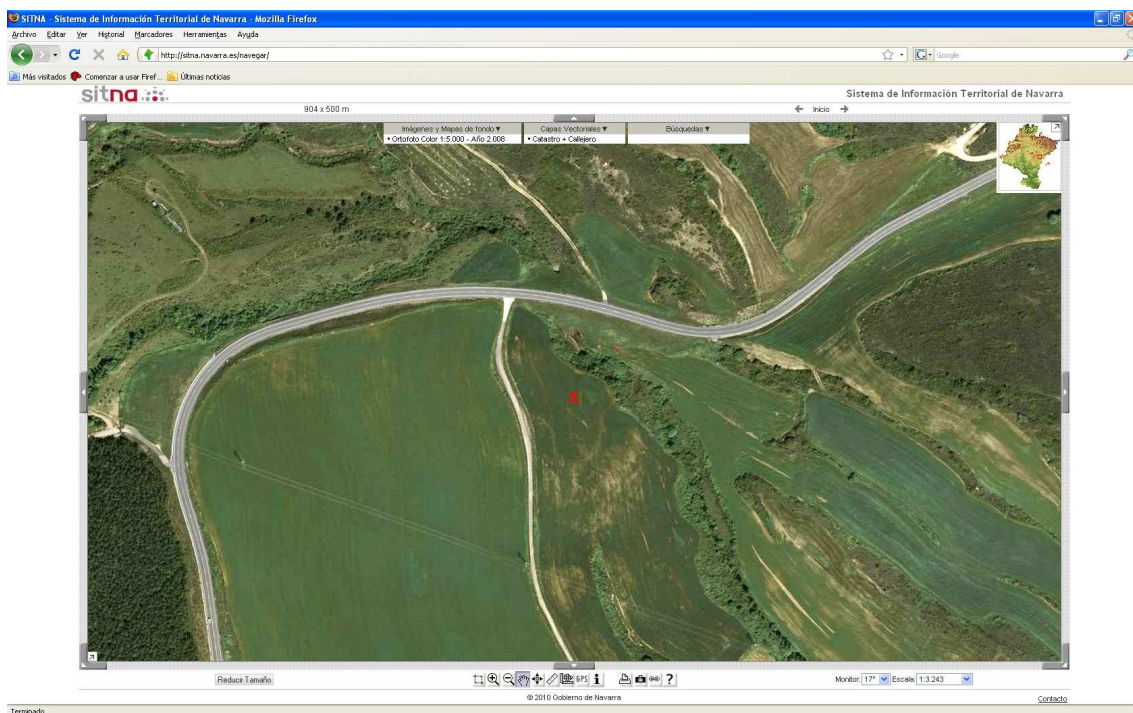 SITNA - Sistema de Información Territorial de Navarra - Mozilla Firefox
Archivo Editar Ver Historial Marcadores Herramientas Ayuda
http://sitna.navarra.es/navegar/
Google
Más visitados Comenzar a usar Firef... Últimas noticias
sitna
Sistema de Información Territorial de Navarra
904 x 500 m
Inicio
Imágenes y Mapas de fondo ▼ Capas Vectoriales ▼ Búsquedas ▼
• Ortofoto Color 1:5.000 - Año 2.008 • Catastro + Callejero
X
Reducir Tamaño
GPS i ?
Monitor: 17" Escala: 1:3.243
© 2010 Gobierno de Navarra
Contacto
Terminado